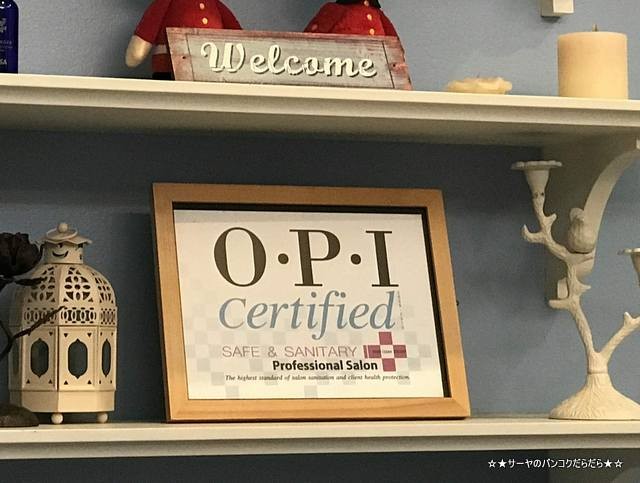 Welcome
O·P·I
Certified
SAFE & SANITARY
Professional Salon
The highest standard of salon sanitation and client health protection.
☆★サーヤのバンコクだらだら★☆